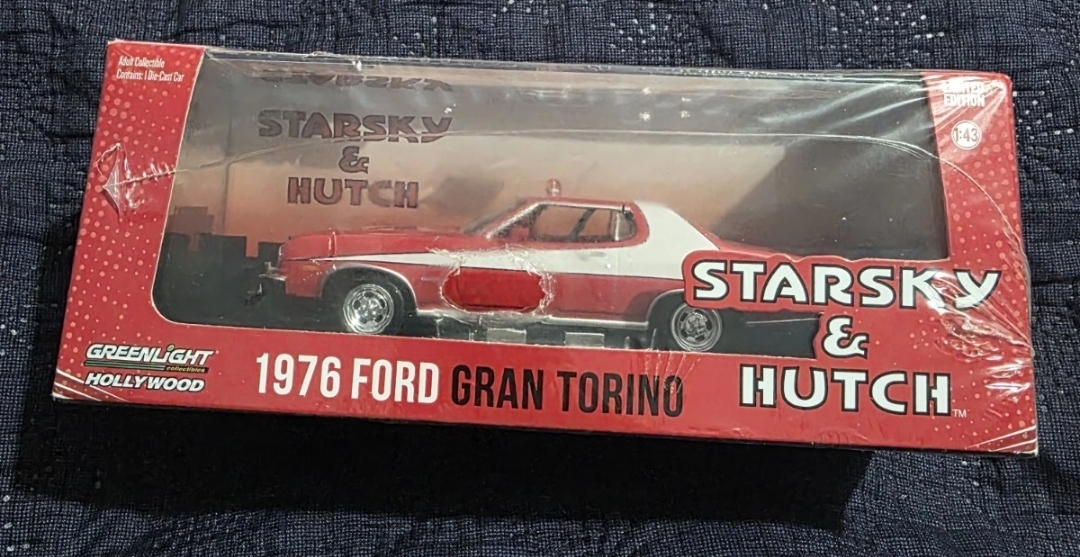 Adult Collectible
Contains: 1 Die-Cast Car
STARSKY
&
HUTCH
LIMITED
EDITION
1:43
STARSKY
&
HUTCH™
GREENLIGHT
collectibles
HOLLYWOOD
1976 FORD GRAN TORINO